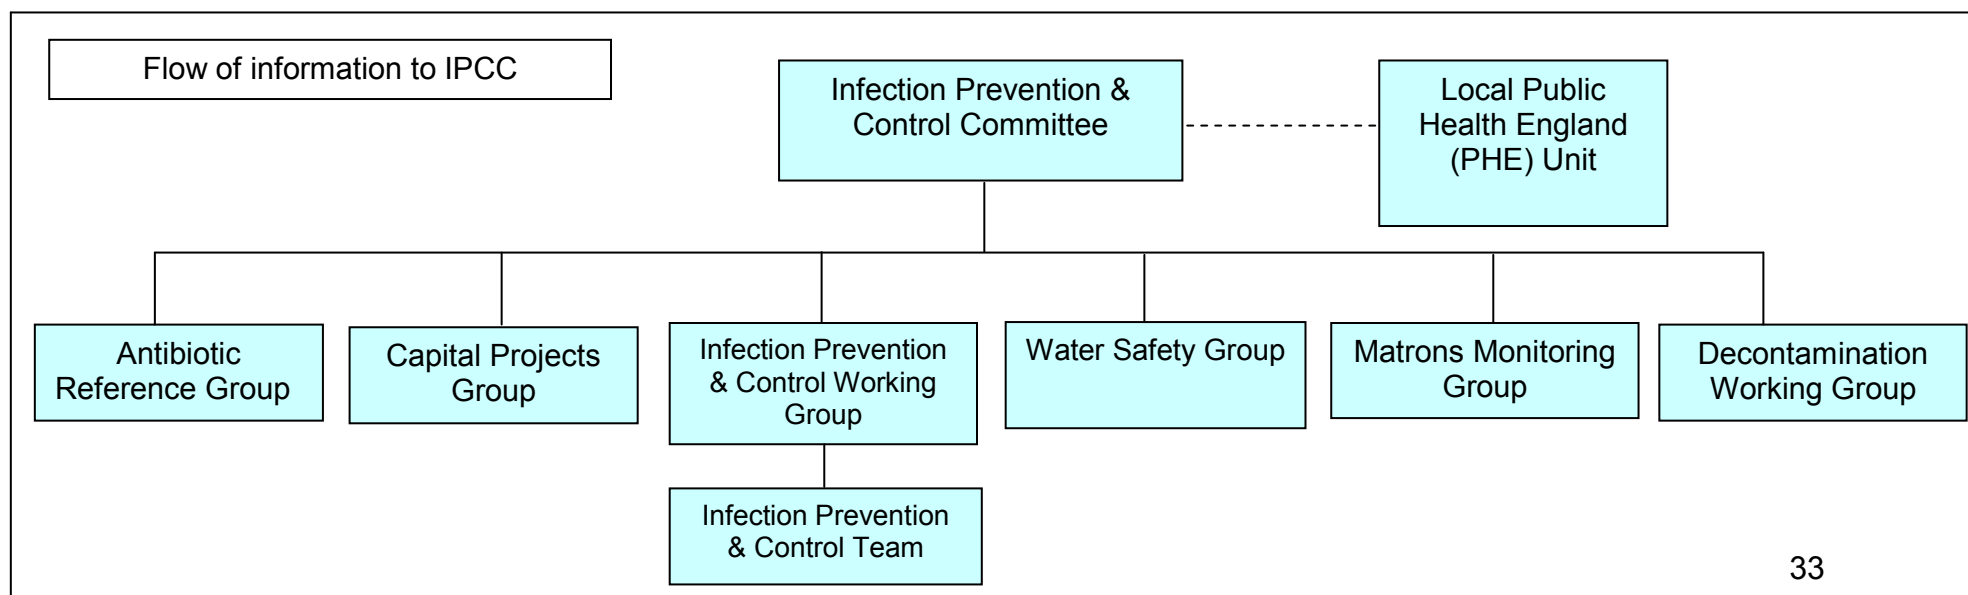 Flow of information to IPCC
Infection Prevention &
Control Committee
Local Public
Health England
(PHE) Unit
Antibiotic
Reference Group
Capital Projects
Group
Infection Prevention
& Control Working
Group
Water Safety Group
Matrons Monitoring
Group
Decontamination
Working Group
Infection Prevention
& Control Team
33